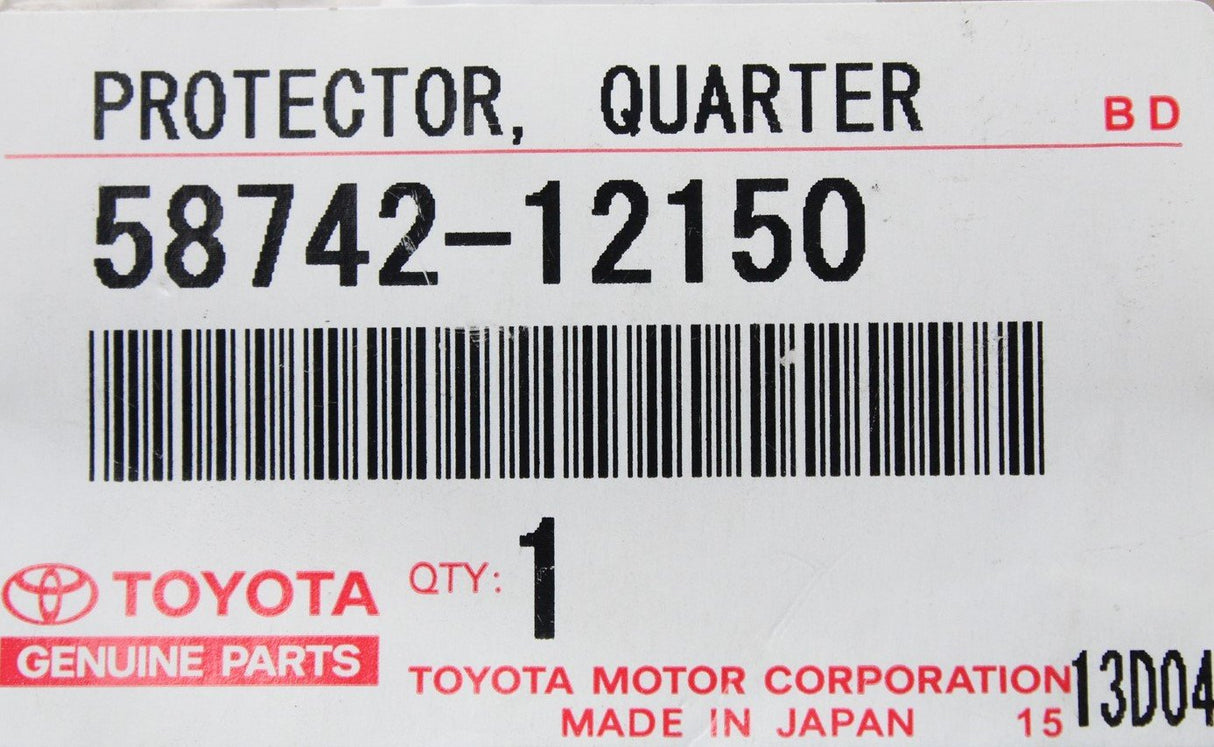 PROTECTOR, QUARTER BD
58742-12150
QTY: 1
TOYOTA
GENUINE PARTS
TOYOTA MOTOR CORPORATION 13D04
MADE IN JAPAN 15